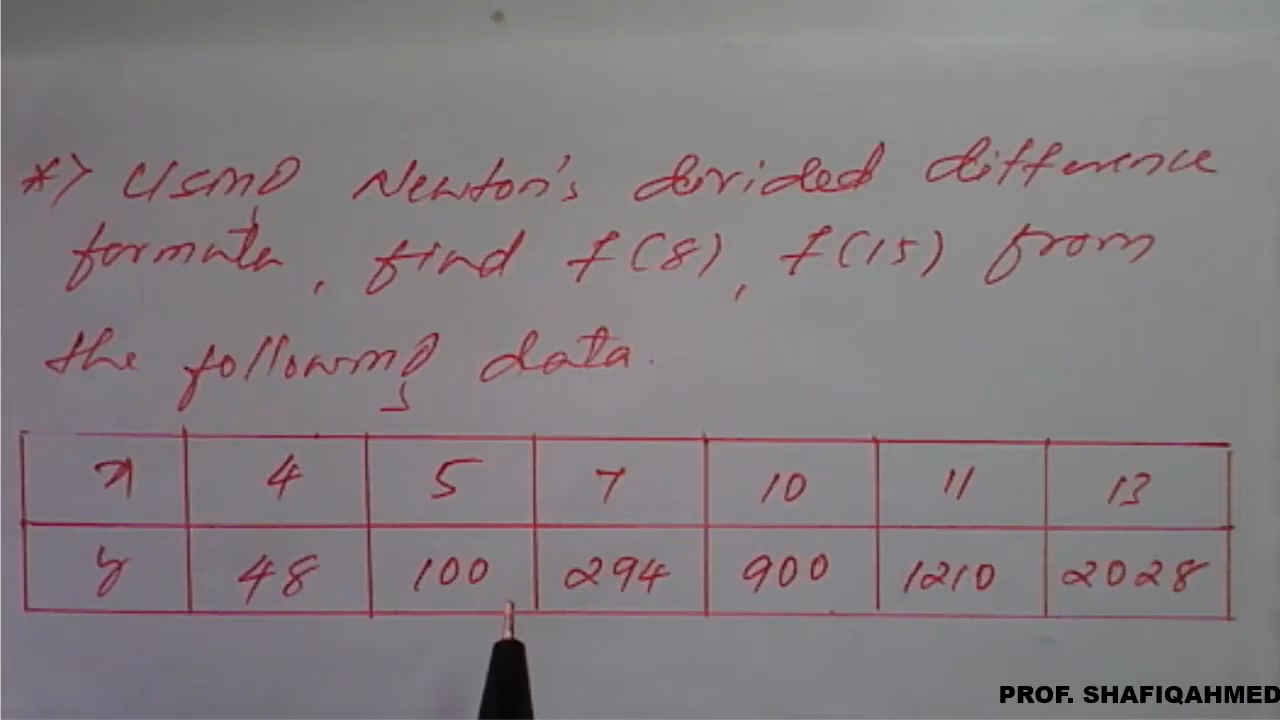 *) Using Newton's divided difference
formula, find f(8), f(15) from
the following data.
x 4 5 7 10 11 13
y 48 100 294 900 1210 2028
PROF. SHAFIQAHMED